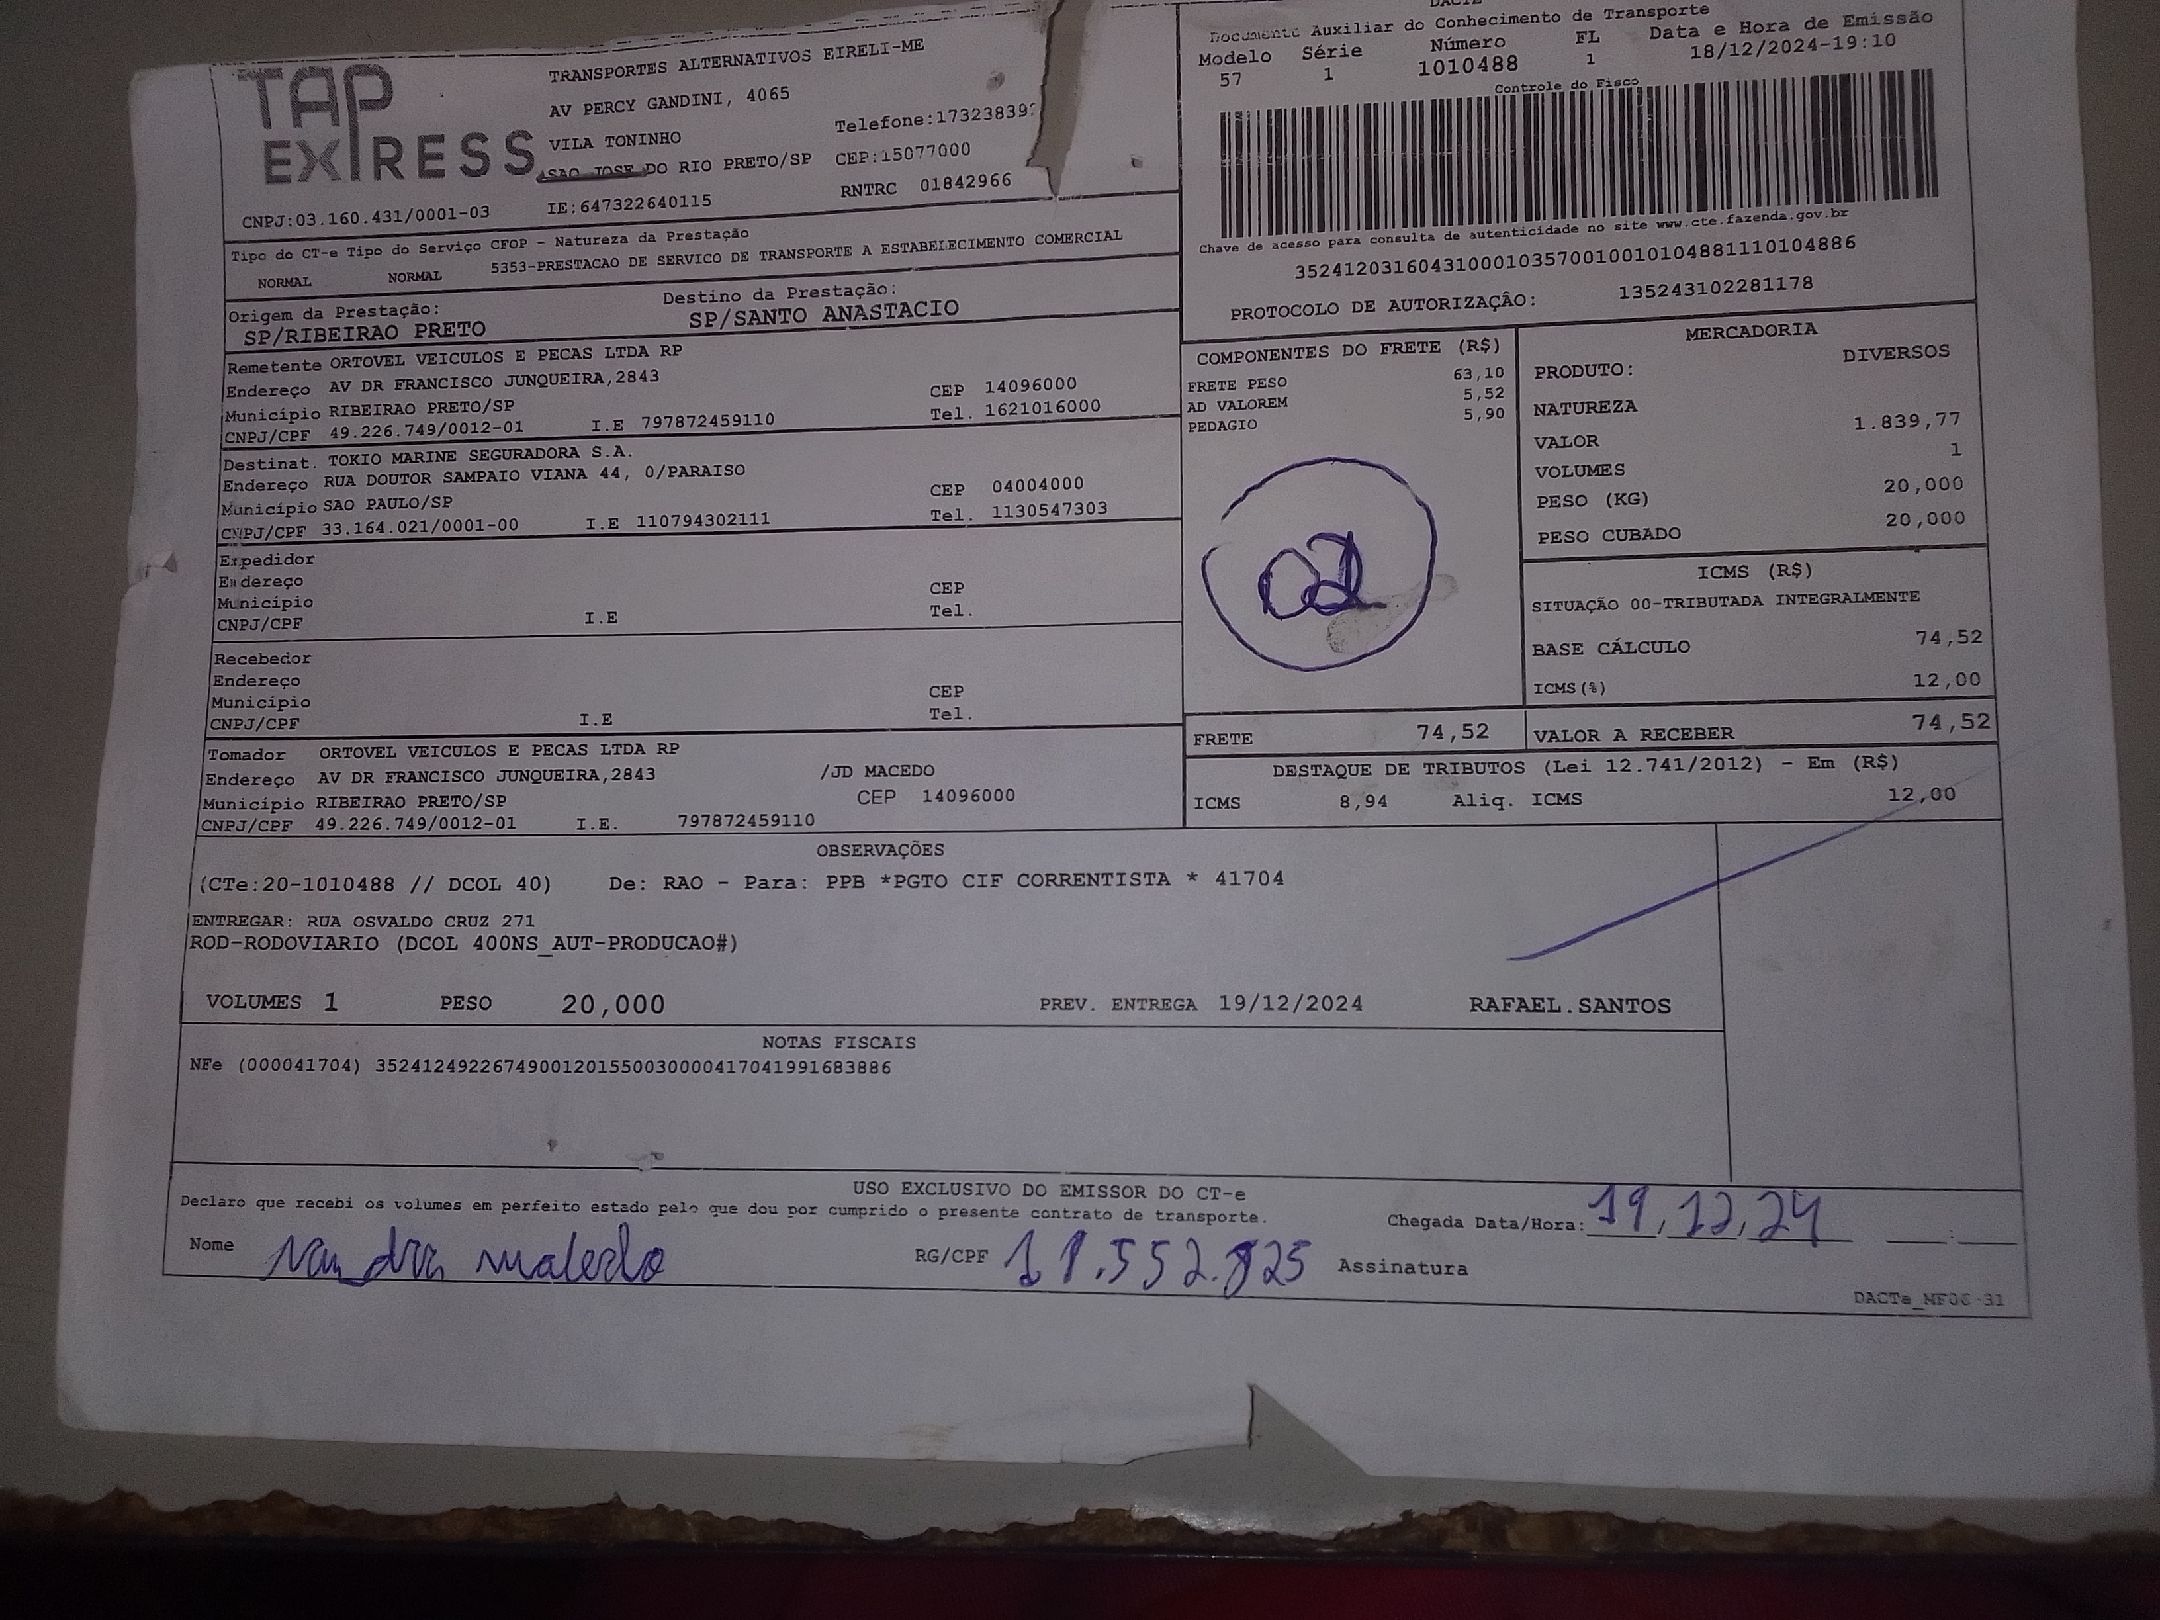 TAP EXPRESS
TRANSPORTES ALTERNATIVOS EIRELI-ME
AV PERCY GANDINI, 4065
VILA TONINHO Telefone:17323839
SAO JOSE DO RIO PRETO/SP CEP:15077000
CNPJ:03.160.431/0001-03 IE:647322640115 RNTRC 01842966
DACTE
Documento Auxiliar do Conhecimento de Transporte
Modelo Série Número FL Data e Hora de Emissão
57 1 1010488 1 18/12/2024-19:10
Controle do Fisco
Chave de acesso para consulta de autenticidade no site www.cte.fazenda.gov.br
35241203160431000103570010010104881110104886
PROTOCOLO DE AUTORIZAÇÃO: 135243102281178
Tipo do CT-e Tipo do Serviço CFOP - Natureza da Prestação
NORMAL NORMAL 5353-PRESTACAO DE SERVICO DE TRANSPORTE A ESTABELECIMENTO COMERCIAL
Origem da Prestação: Destino da Prestação:
SP/RIBEIRAO PRETO SP/SANTO ANASTACIO
Remetente ORTOVEL VEICULOS E PECAS LTDA RP
Endereço AV DR FRANCISCO JUNQUEIRA,2843 CEP 14096000
Município RIBEIRAO PRETO/SP Tel. 1621016000
CNPJ/CPF 49.226.749/0012-01 I.E 797872459110
Destinat. TOKIO MARINE SEGURADORA S.A.
Endereço RUA DOUTOR SAMPAIO VIANA 44, 0/PARAISO
Município SAO PAULO/SP CEP 04004000
CNPJ/CPF 33.164.021/0001-00 I.E 110794302111 Tel. 1130547303
Expedidor
Endereço CEP
Município Tel.
CNPJ/CPF I.E
Recebedor
Endereço CEP
Município Tel.
CNPJ/CPF I.E
Tomador ORTOVEL VEICULOS E PECAS LTDA RP
Endereço AV DR FRANCISCO JUNQUEIRA,2843 /JD MACEDO
Município RIBEIRAO PRETO/SP CEP 14096000
CNPJ/CPF 49.226.749/0012-01 I.E. 797872459110
COMPONENTES DO FRETE (R$)
FRETE PESO 63,10
AD VALOREM 5,52
PEDAGIO 5,90
MERCADORIA
PRODUTO: DIVERSOS
NATUREZA
VALOR 1.839,77
VOLUMES 1
PESO (KG) 20,000
PESO CUBADO 20,000
ICMS (R$)
SITUAÇÃO 00-TRIBUTADA INTEGRALMENTE
BASE CÁLCULO 74,52
ICMS(%) 12,00
FRETE 74,52 VALOR A RECEBER 74,52
DESTAQUE DE TRIBUTOS (Lei 12.741/2012) - Em (R$)
ICMS 8,94 Aliq. ICMS 12,00
OBSERVAÇÕES
(CTe:20-1010488 // DCOL 40) De: RAO - Para: PPB *PGTO CIF CORRENTISTA * 41704
ENTREGAR: RUA OSVALDO CRUZ 271
ROD-RODOVIARIO (DCOL 400NS_AUT-PRODUCAO#)
VOLUMES 1 PESO 20,000 PREV. ENTREGA 19/12/2024 RAFAEL.SANTOS
NOTAS FISCAIS
NFe (000041704) 35241249226749001201550030000417041991683886
USO EXCLUSIVO DO EMISSOR DO CT-e
Declaro que recebi os volumes em perfeito estado pelo que dou por cumprido o presente contrato de transporte.
Chegada Data/Hora: 19,12,24
Nome RG/CPF Assinatura
DACTe_MF06-31